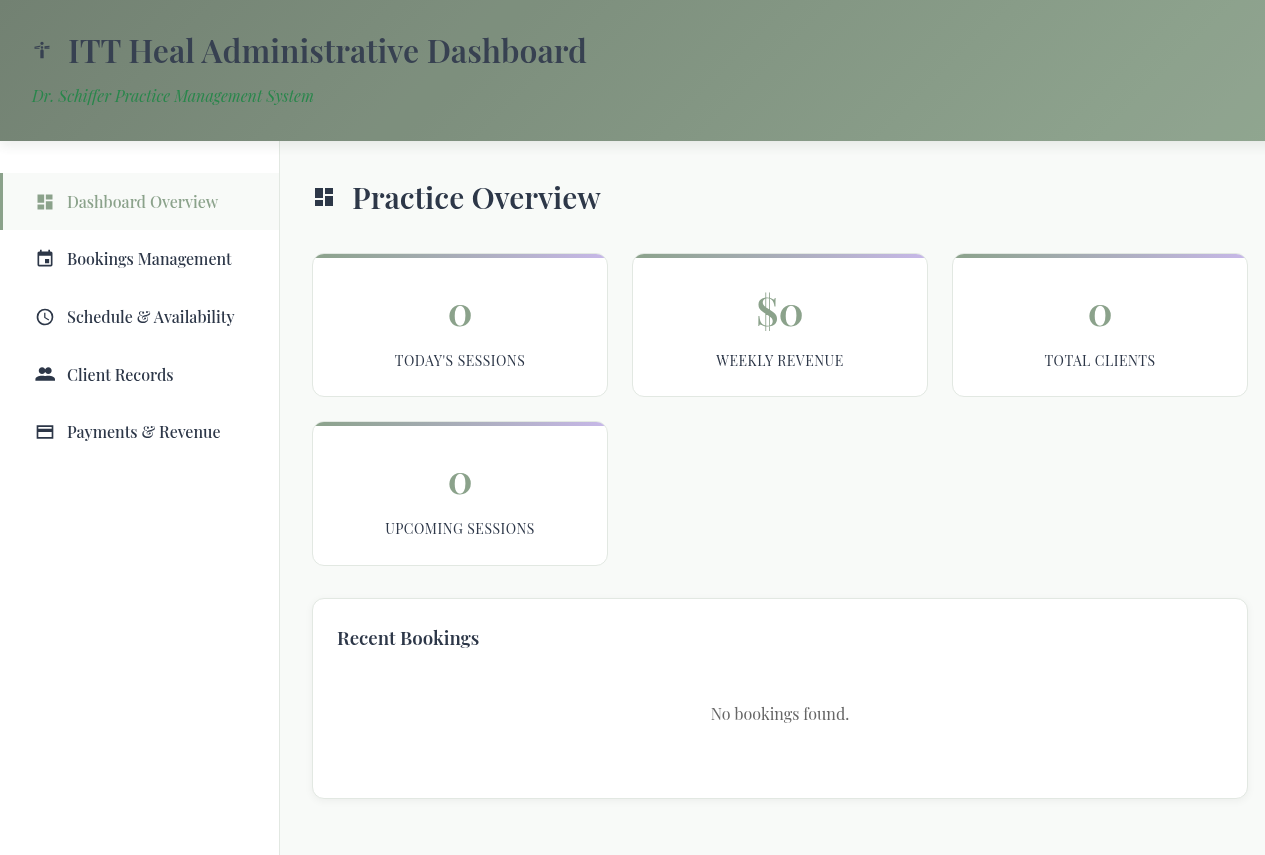 ITT Heal Administrative Dashboard
Dr. Schiffer Practice Management System
Dashboard Overview
Bookings Management
Schedule & Availability
Client Records
Payments & Revenue
Practice Overview
0
TODAY'S SESSIONS
$0
WEEKLY REVENUE
0
TOTAL CLIENTS
0
UPCOMING SESSIONS
Recent Bookings
No bookings found.